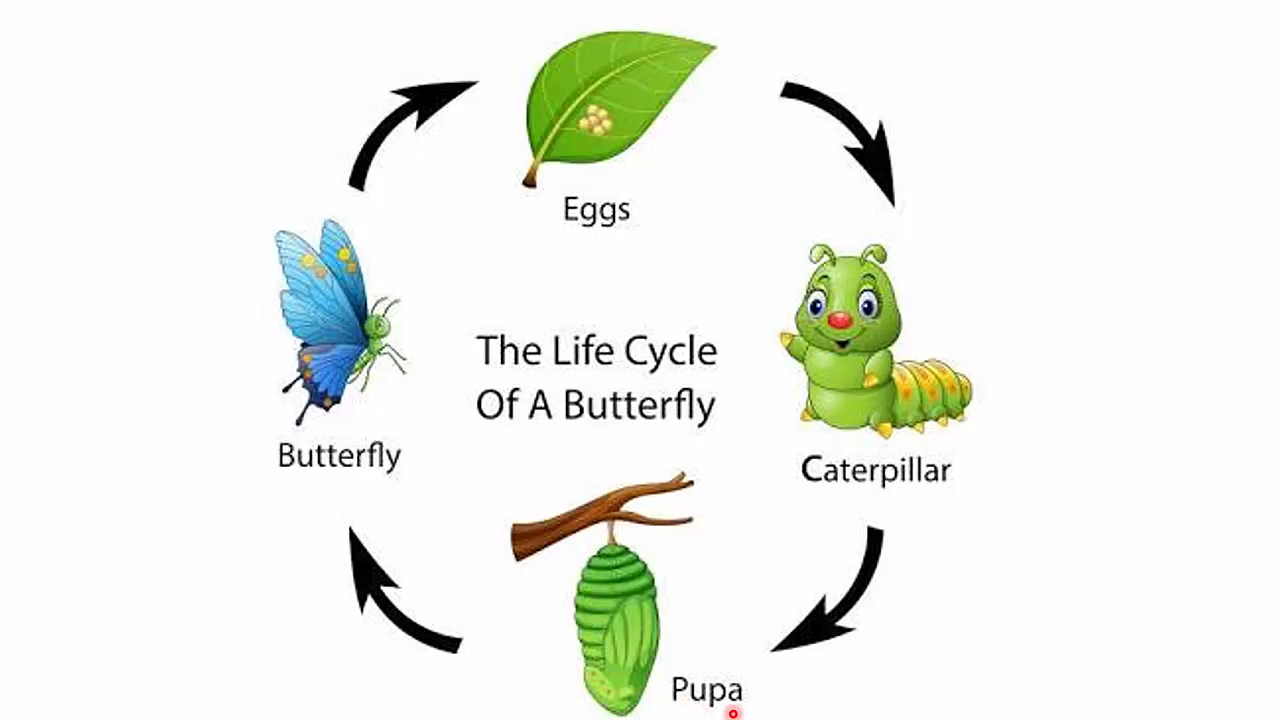 Eggs
The Life Cycle
Of A Butterfly
Butterfly
Caterpillar
Pupa